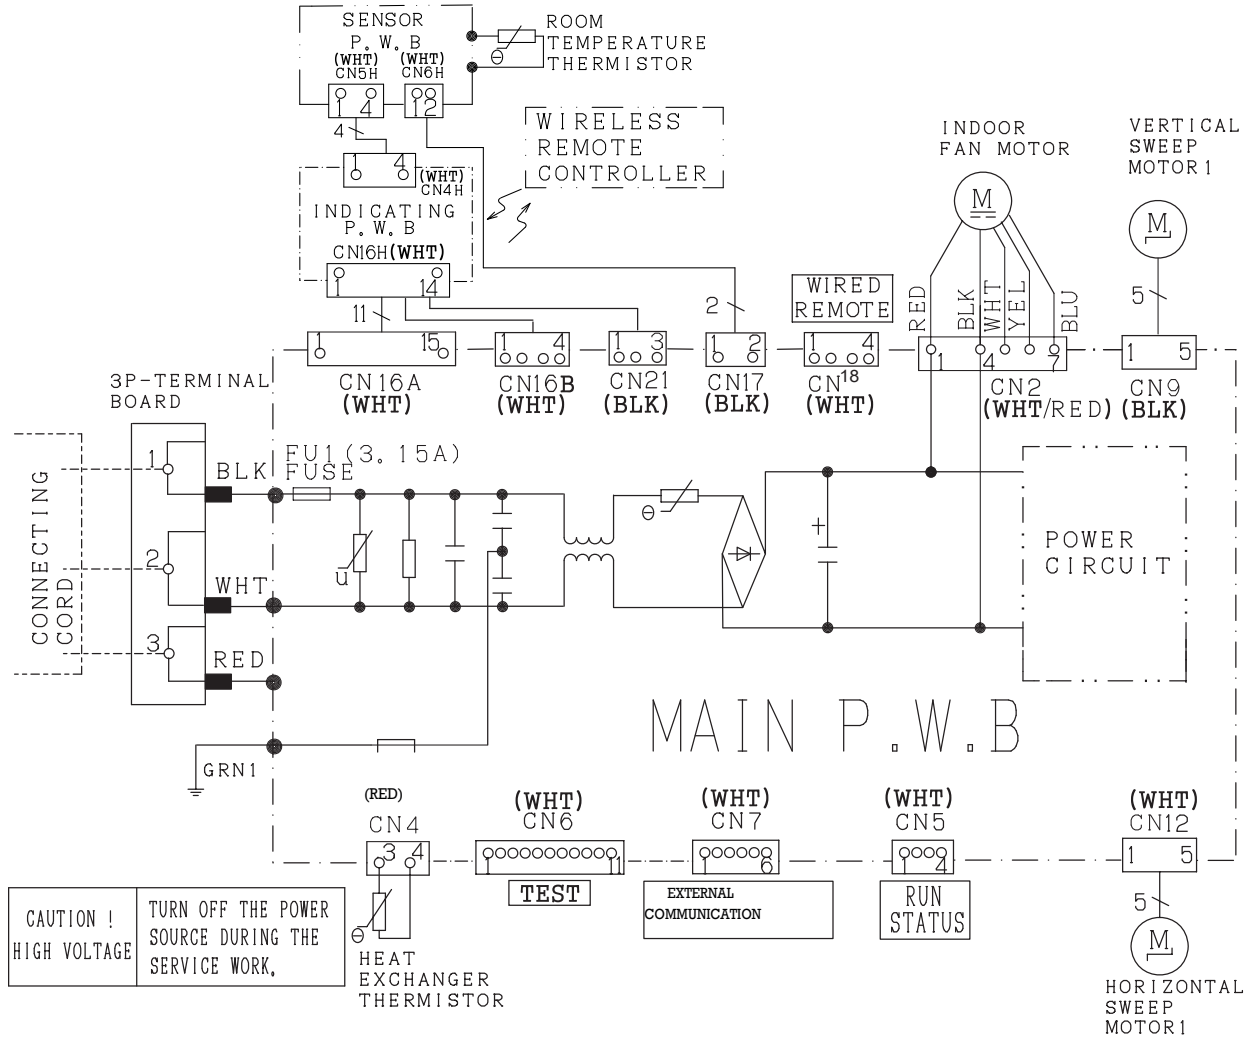 SENSOR
P. W. B
(WHT) (WHT)
CN5H CN6H
1 4 1 2
4
ROOM
TEMPERATURE
THERMISTOR
θ
1 4
(WHT)
CN4H
INDICATING
P. W. B
CN16H(WHT)
1 14
11
WIRELESS
REMOTE
CONTROLLER
INDOOR
FAN MOTOR
M
VERTICAL
SWEEP
MOTOR1
M
5
2
WIRED
REMOTE
RED
BLK
WHT
YEL
BLU
1 15
CN16A
(WHT)
1 4
CN16B
(WHT)
1 3
CN21
(BLK)
1 2
CN17
(BLK)
1 4
CN18
(WHT)
1 4 7
CN2
(WHT/RED)
1 5
CN9
(BLK)
3P-TERMINAL
BOARD
CONNECTING
CORD
1
BLK
2
WHT
3
RED
FU1(3. 15A)
FUSE
u
θ
+
POWER
CIRCUIT
MAIN P.W.B
GRN1
(RED)
CN4
3 4
θ
HEAT
EXCHANGER
THERMISTOR
(WHT)
CN6
1 11
TEST
(WHT)
CN7
1 6
EXTERNAL
COMMUNICATION
(WHT)
CN5
1 4
RUN
STATUS
(WHT)
CN12
1 5
5
M
HORIZONTAL
SWEEP
MOTOR1
CAUTION !
HIGH VOLTAGE
TURN OFF THE POWER
SOURCE DURING THE
SERVICE WORK.